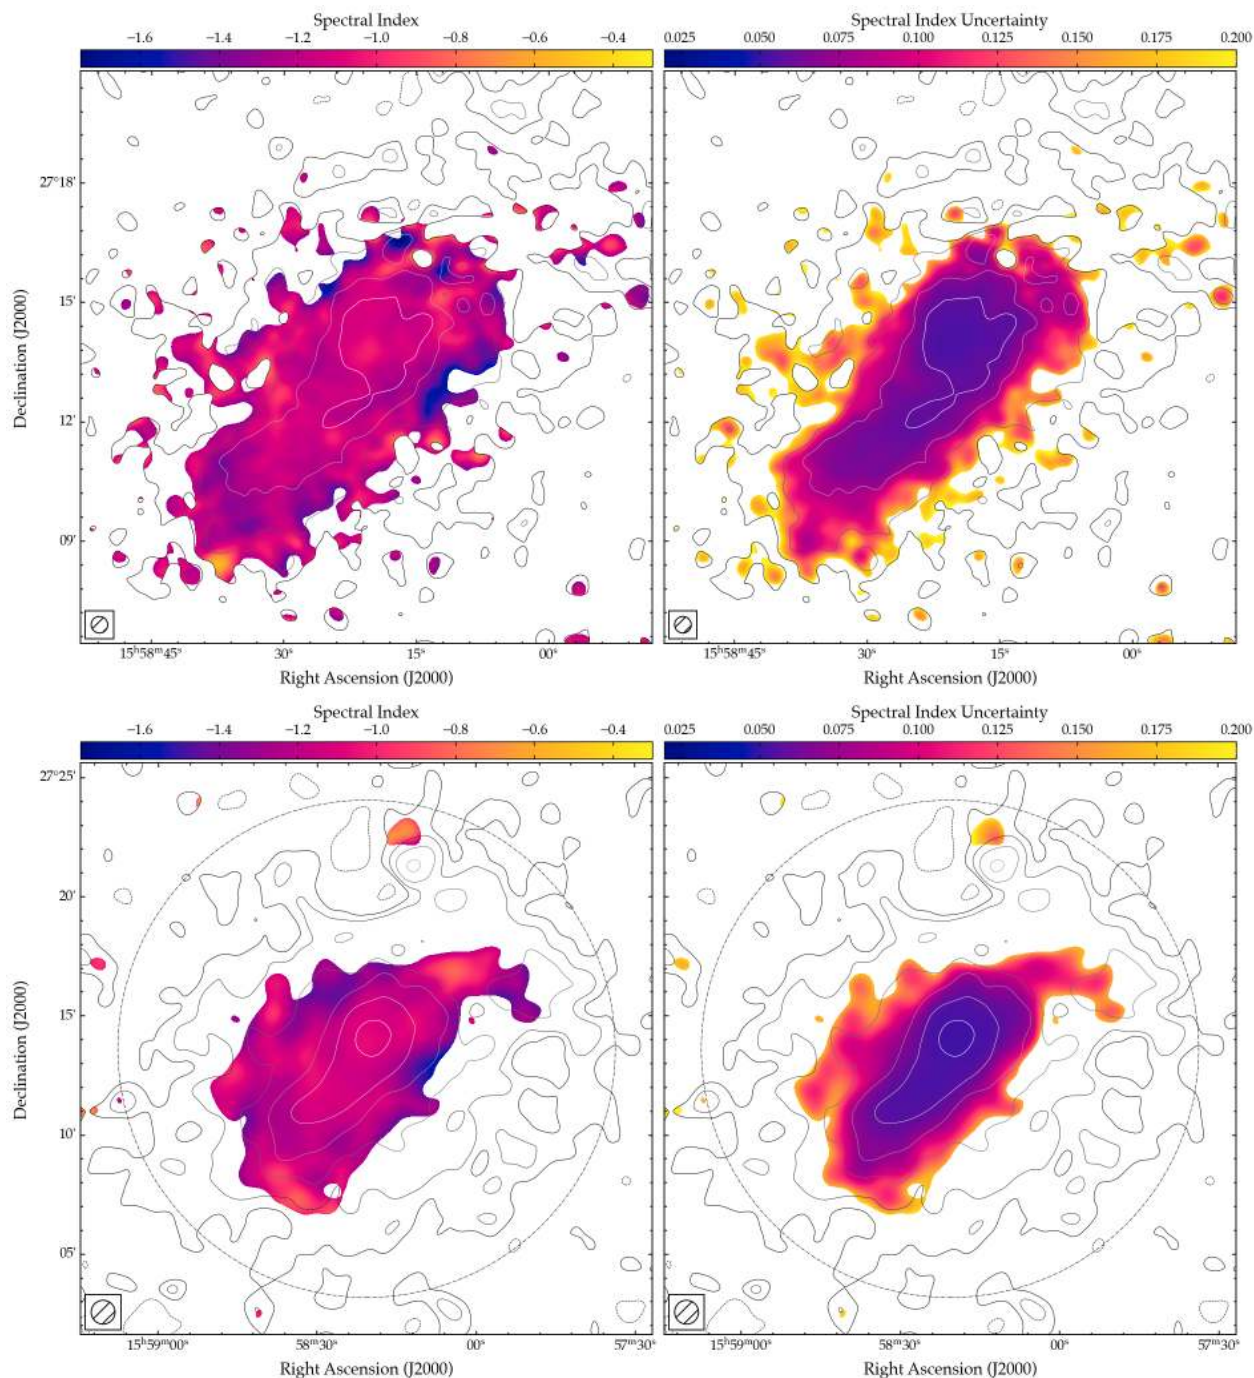 Spectral Index
−1.6 −1.4 −1.2 −1.0 −0.8 −0.6 −0.4
Spectral Index Uncertainty
0.025 0.050 0.075 0.100 0.125 0.150 0.175 0.200
Declination (J2000)
27°18'
15'
12'
09'
15ʰ58ᵐ45ˢ 30ˢ 15ˢ 00ˢ
Right Ascension (J2000)
15ʰ58ᵐ45ˢ 30ˢ 15ˢ 00ˢ
Right Ascension (J2000)
Spectral Index
−1.6 −1.4 −1.2 −1.0 −0.8 −0.6 −0.4
Spectral Index Uncertainty
0.025 0.050 0.075 0.100 0.125 0.150 0.175 0.200
Declination (J2000)
27°25'
20'
15'
10'
05'
15ʰ59ᵐ00ˢ 58ᵐ30ˢ 00ˢ 57ᵐ30ˢ
Right Ascension (J2000)
15ʰ59ᵐ00ˢ 58ᵐ30ˢ 00ˢ 57ᵐ30ˢ
Right Ascension (J2000)